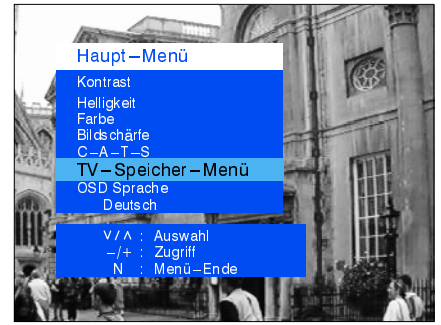 Haupt–Menü
Kontrast
Helligkeit
Farbe
Bildschärfe
C–A–T–S
TV–Speicher–Menü
OSD Sprache
Deutsch
∨/∧ : Auswahl
–/+ : Zugriff
N : Menü–Ende